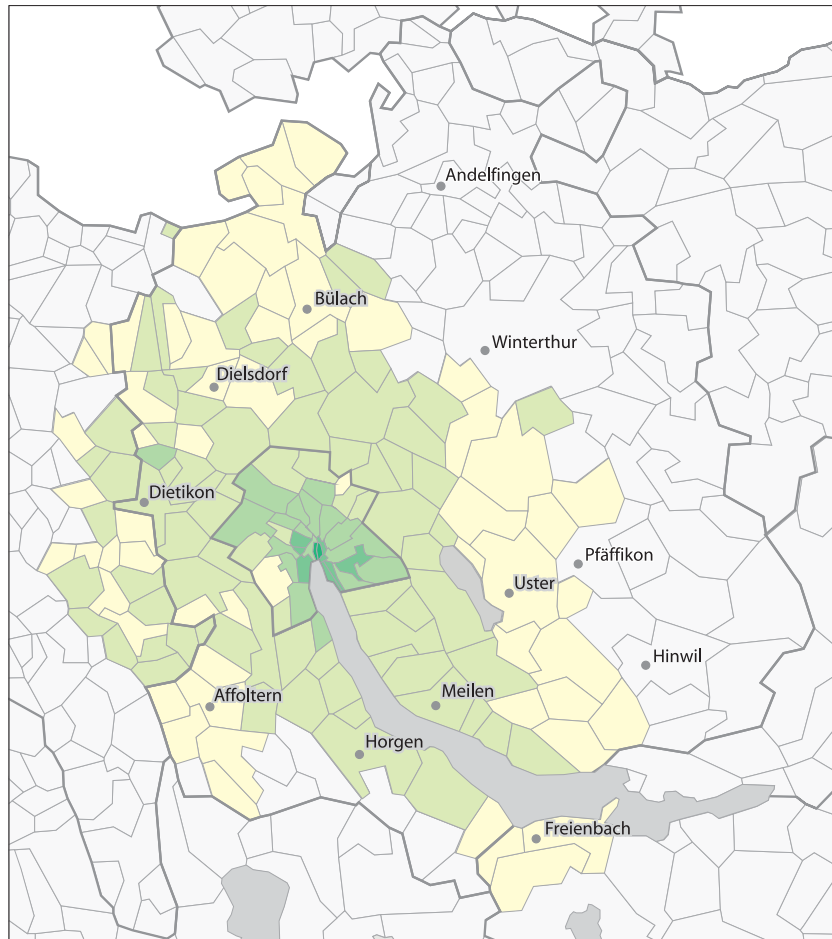 Andelfingen
Bülach
Winterthur
Dielsdorf
Dietikon
Pfäffikon
Uster
Hinwil
Affoltern
Meilen
Horgen
Freienbach